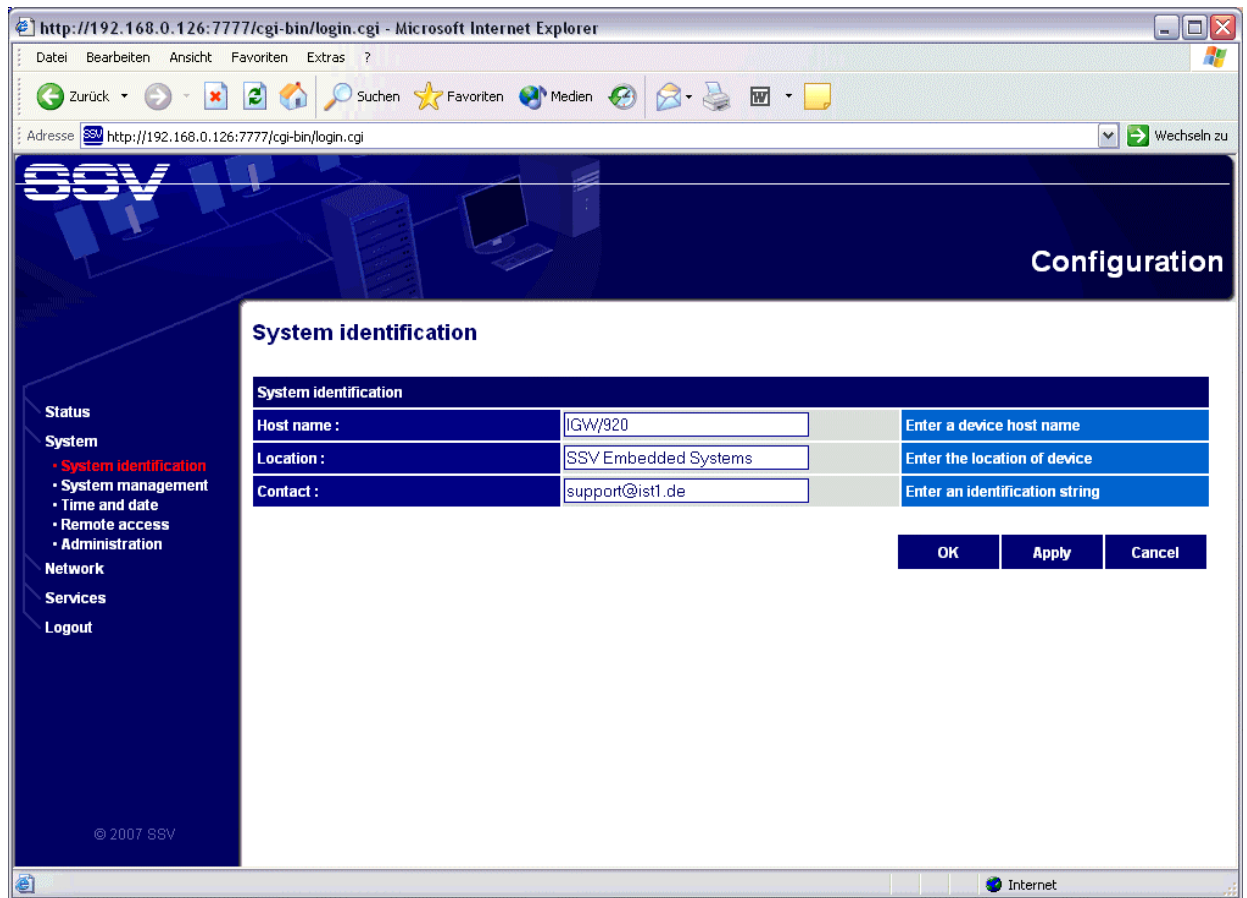 http://192.168.0.126:7777/cgi-bin/login.cgi - Microsoft Internet Explorer
Datei Bearbeiten Ansicht Favoriten Extras ?
Zurück Suchen Favoriten Medien
Adresse SSV http://192.168.0.126:7777/cgi-bin/login.cgi Wechseln zu
SSV
Configuration
System identification
System identification
Host name : IGW/920 Enter a device host name
Location : SSV Embedded Systems Enter the location of device
Contact : support@ist1.de Enter an identification string
OK Apply Cancel
Status
System
• System identification
• System management
• Time and date
• Remote access
• Administration
Network
Services
Logout
© 2007 SSV
Internet